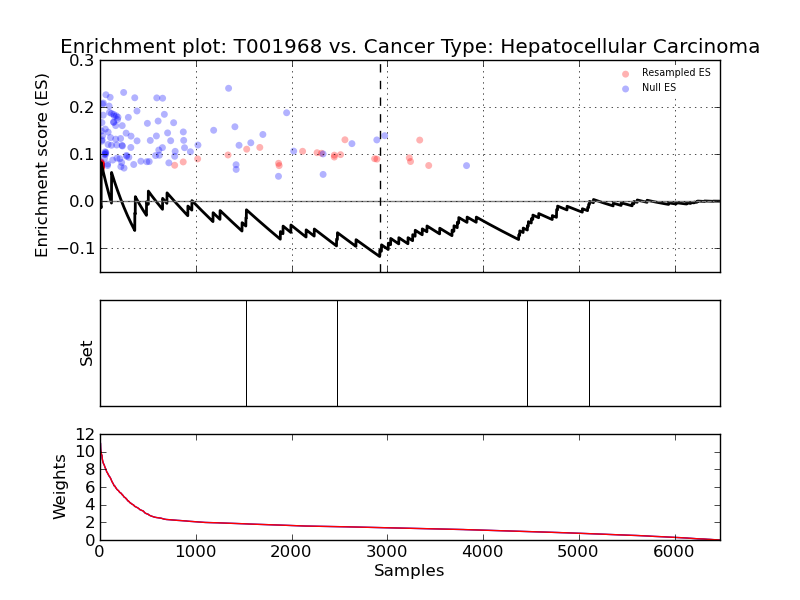 Enrichment plot: T001968 vs. Cancer Type: Hepatocellular Carcinoma
0.3
0.2
0.1
0.0
−0.1
Enrichment score (ES)
Resampled ES
Null ES
Set
12
10
8
6
4
2
0
Weights
0 1000 2000 3000 4000 5000 6000
Samples